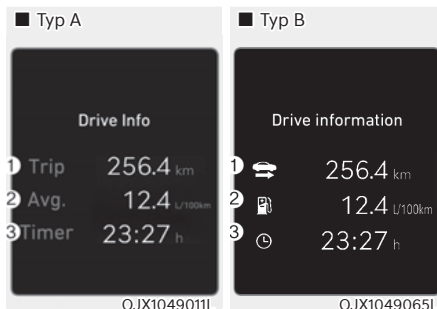 ■ Typ A
Drive Info
1 Trip 256.4 km
2 Avg. 12.4 L/100km
3 Timer 23:27 h
OJX1049011L
■ Typ B
Drive information
1 256.4 km
2 12.4 L/100km
3 23:27 h
OJX1049065L